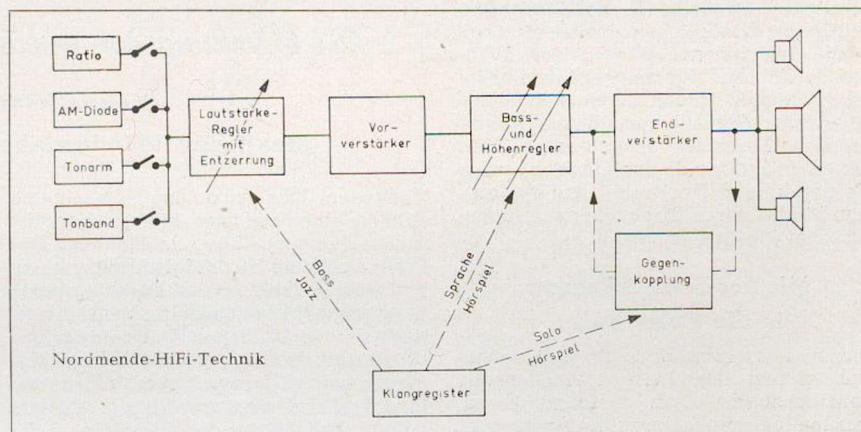 Ratio
AM-Diode
Tonarm
Tonband
Lautstärke-
Regler
mit
Entzerrung
Vor-
verstärker
Bass-
und
Höhenregler
End-
verstärker
Gegen-
kopplung
Bass
Jazz
Sprache
Hörspiel
Solo
Hörspiel
Nordmende-HiFi-Technik
Klangregister